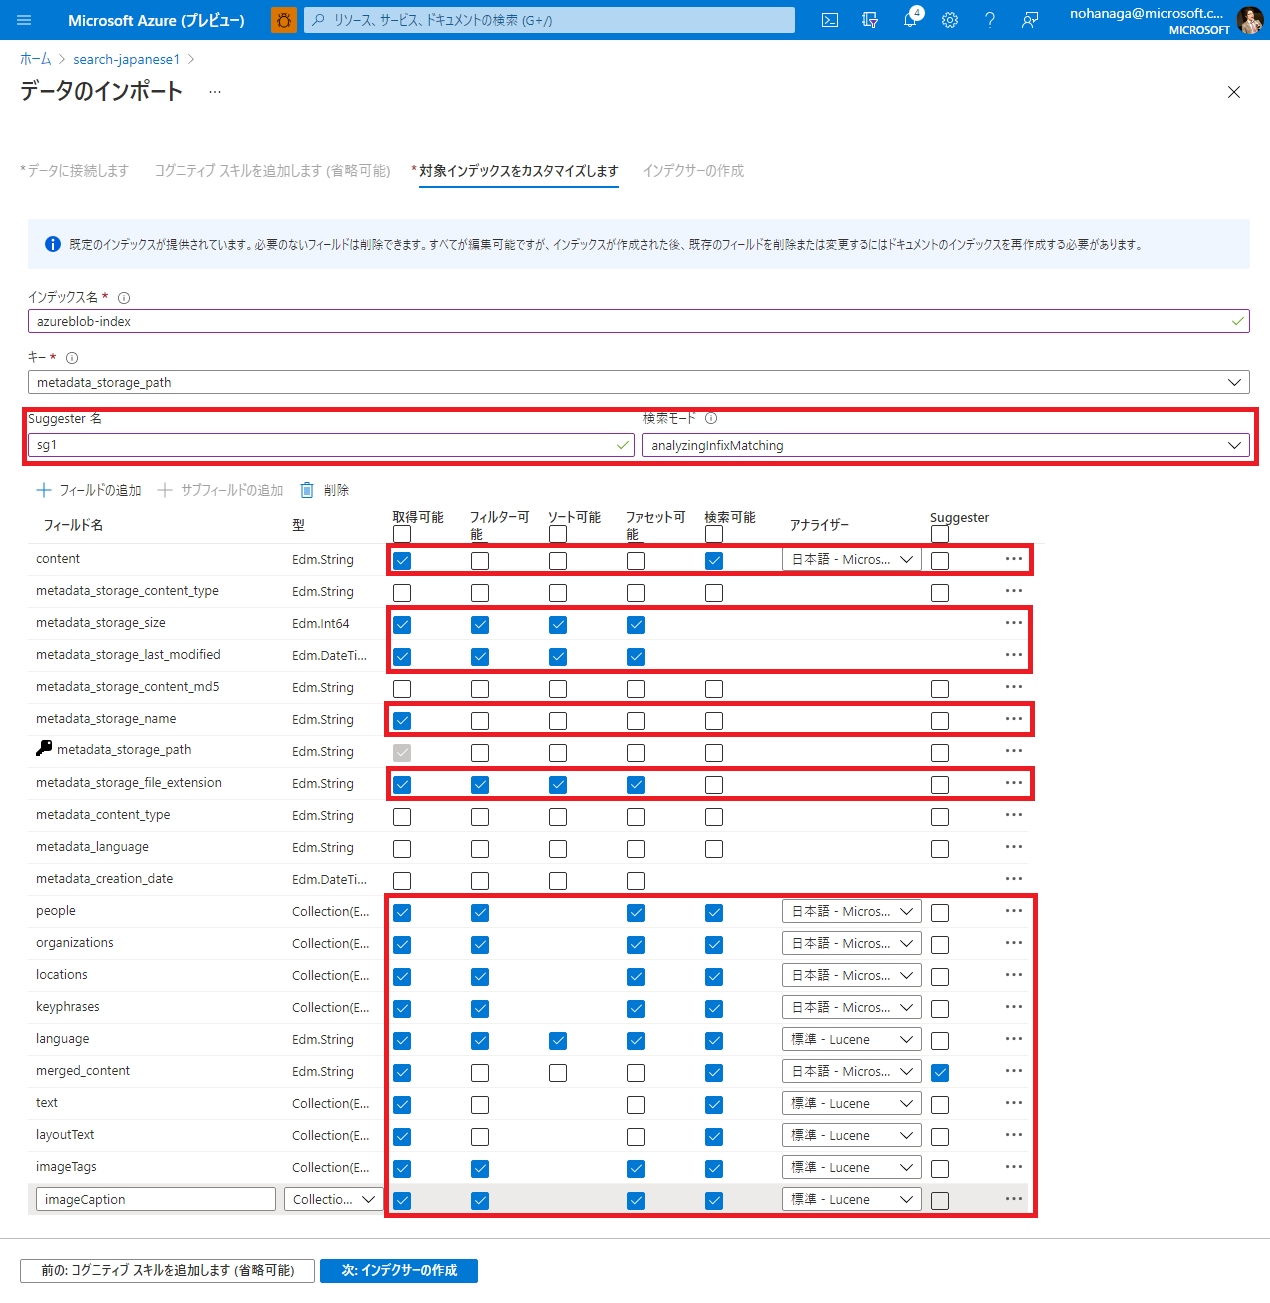 Microsoft Azure (プレビュー)
リソース、サービス、ドキュメントの検索 (G+/)
4
nohanaga@microsoft.c...
MICROSOFT
ホーム > search-japanese1 >
データのインポート ...
*データに接続します コグニティブ スキルを追加します (省略可能) *対象インデックスをカスタマイズします インデクサーの作成
既定のインデックスが提供されています。必要のないフィールドは削除できます。すべてが編集可能ですが、インデックスが作成された後、既存のフィールドを削除または変更するにはドキュメントのインデックスを再作成する必要があります。
インデックス名 *
azureblob-index
キー *
metadata_storage_path
Suggester 名 検索モード
sg1 analyzingInfixMatching
フィールドの追加 サブフィールドの追加 削除
フィールド名 型 取得可能 フィルター可能 ソート可能 ファセット可能 検索可能 アナライザー Suggester
content Edm.String 日本語 - Micros... ...
metadata_storage_content_type Edm.String ...
metadata_storage_size Edm.Int64 ...
metadata_storage_last_modified Edm.DateTi... ...
metadata_storage_content_md5 Edm.String ...
metadata_storage_name Edm.String ...
metadata_storage_path Edm.String ...
metadata_storage_file_extension Edm.String ...
metadata_content_type Edm.String ...
metadata_language Edm.String ...
metadata_creation_date Edm.DateTi... ...
people Collection(E... 日本語 - Micros... ...
organizations Collection(E... 日本語 - Micros... ...
locations Collection(E... 日本語 - Micros... ...
keyphrases Collection(E... 日本語 - Micros... ...
language Edm.String 標準 - Lucene ...
merged_content Edm.String 日本語 - Micros... ...
text Collection(E... 標準 - Lucene ...
layoutText Collection(E... 標準 - Lucene ...
imageTags Collection(E... 標準 - Lucene ...
imageCaption Collectio... 標準 - Lucene ...
前の: コグニティブ スキルを追加します (省略可能) 次: インデクサーの作成